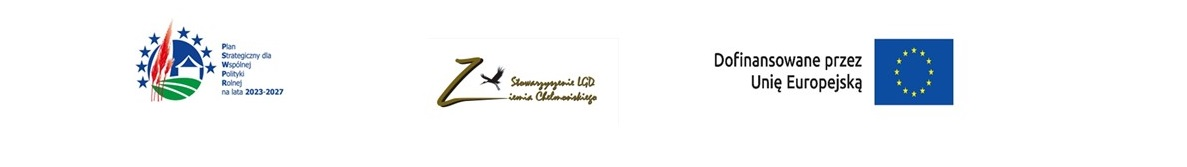 Plan
Strategiczny dla
Wspólnej
Polityki
Rolnej
na lata 2023-2027
Stowarzyszenie LGD
Ziemia Chełmońskiego
Dofinansowane przez
Unię Europejską